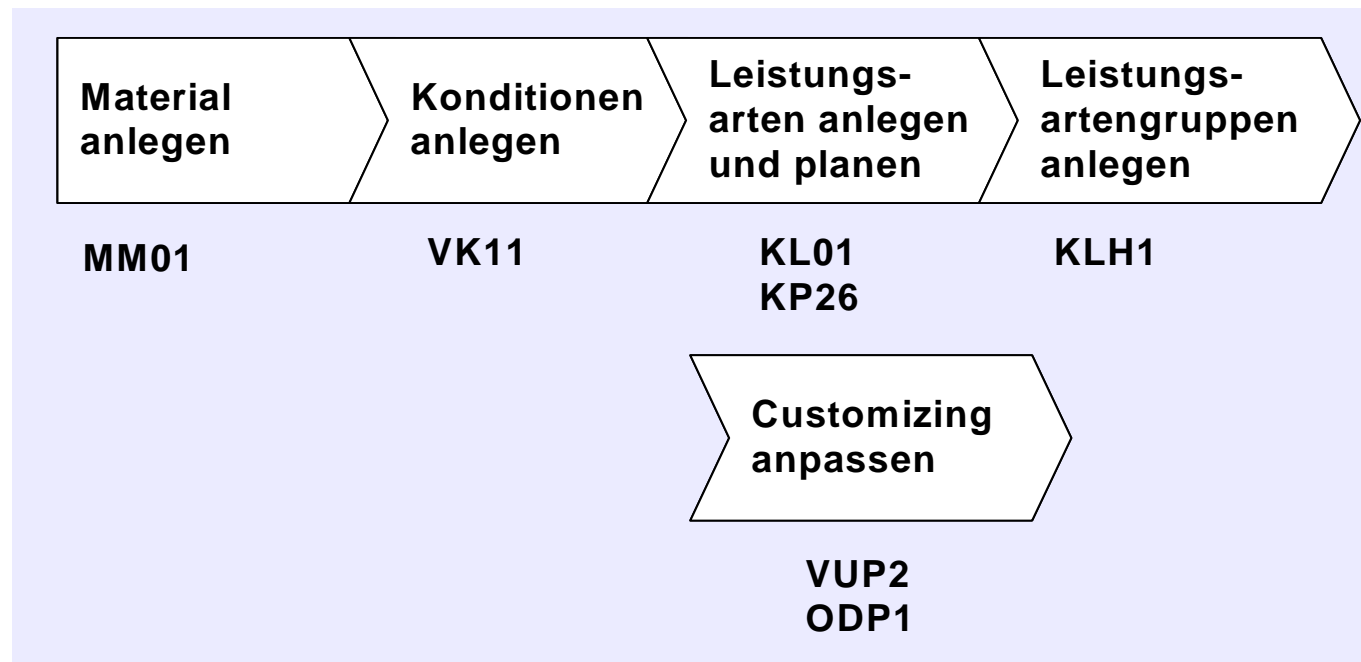 Material
anlegen
Konditionen
anlegen
Leistungs-
arten anlegen
und planen
Leistungs-
artengruppen
anlegen
MM01
VK11
KL01
KP26
KLH1
Customizing
anpassen
VUP2
ODP1